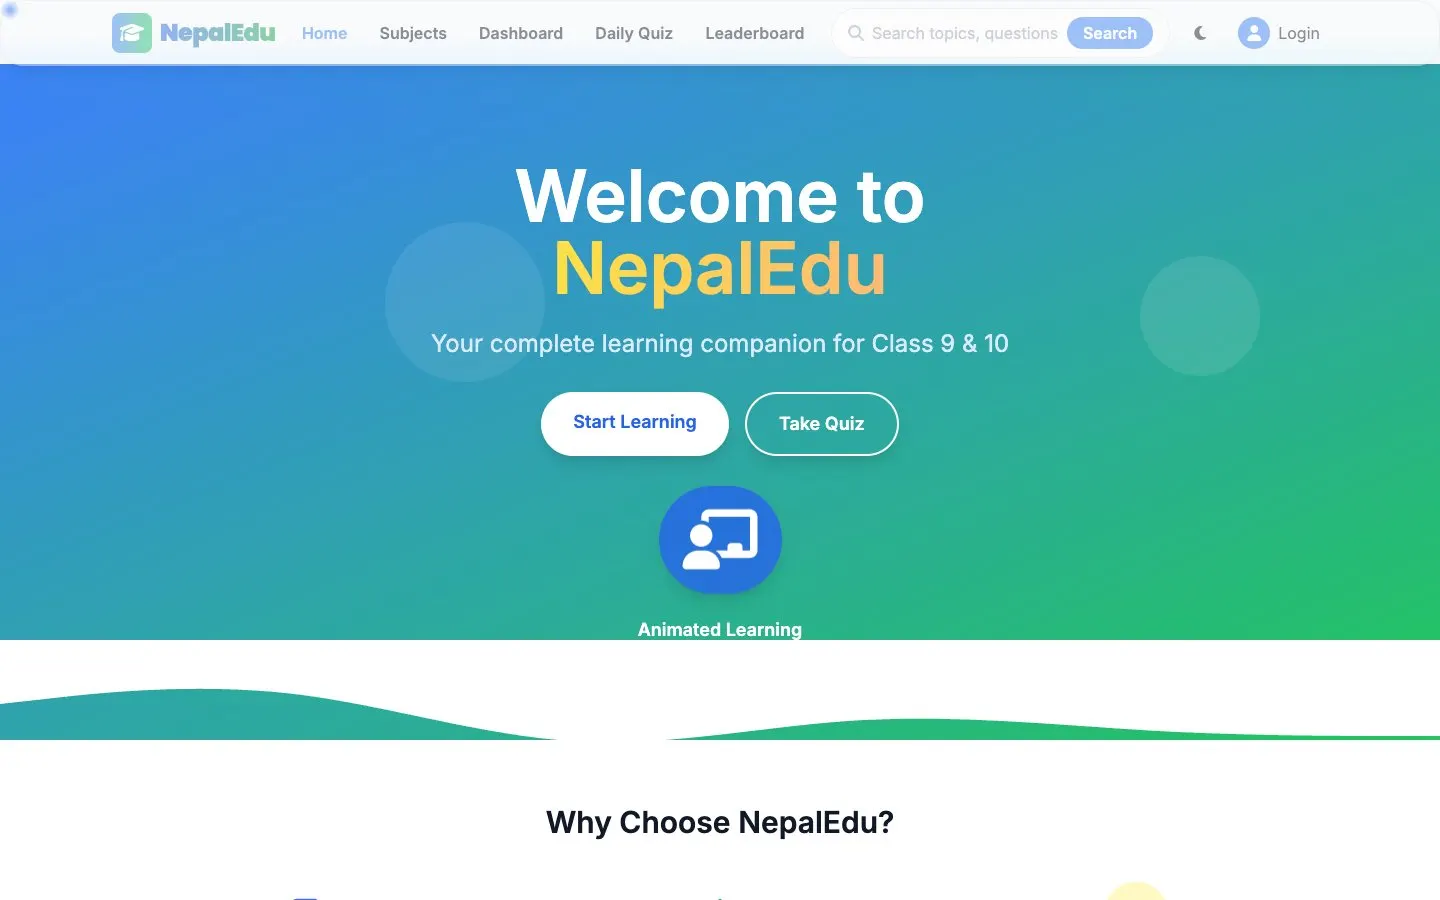 NepalEdu
Home
Subjects
Dashboard
Daily Quiz
Leaderboard
Search topics, questions
Search
Login
Welcome to
NepalEdu
Your complete learning companion for Class 9 & 10
Start Learning
Take Quiz
Animated Learning
Why Choose NepalEdu?